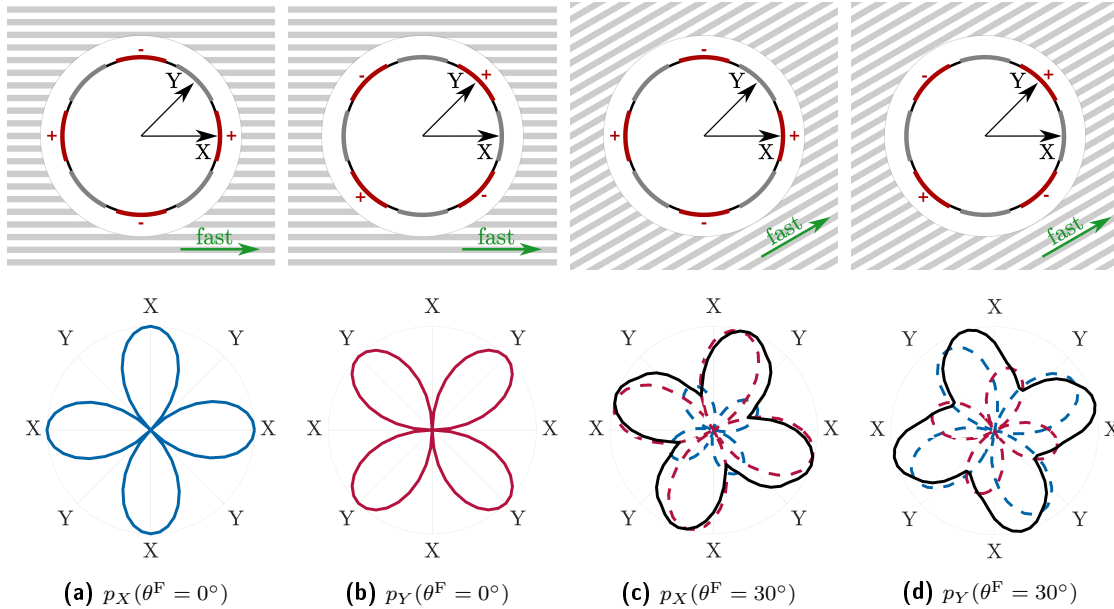 - + - +
Y Y Y Y
+ X + X + X + X
- + - - + -
fast fast fast fast
X X X X
Y Y Y Y Y Y Y Y
X X X X X X X X
Y Y Y Y Y Y Y Y
X X X X
(a) p_X(θ^F = 0°) (b) p_Y(θ^F = 0°) (c) p_X(θ^F = 30°) (d) p_Y(θ^F = 30°)